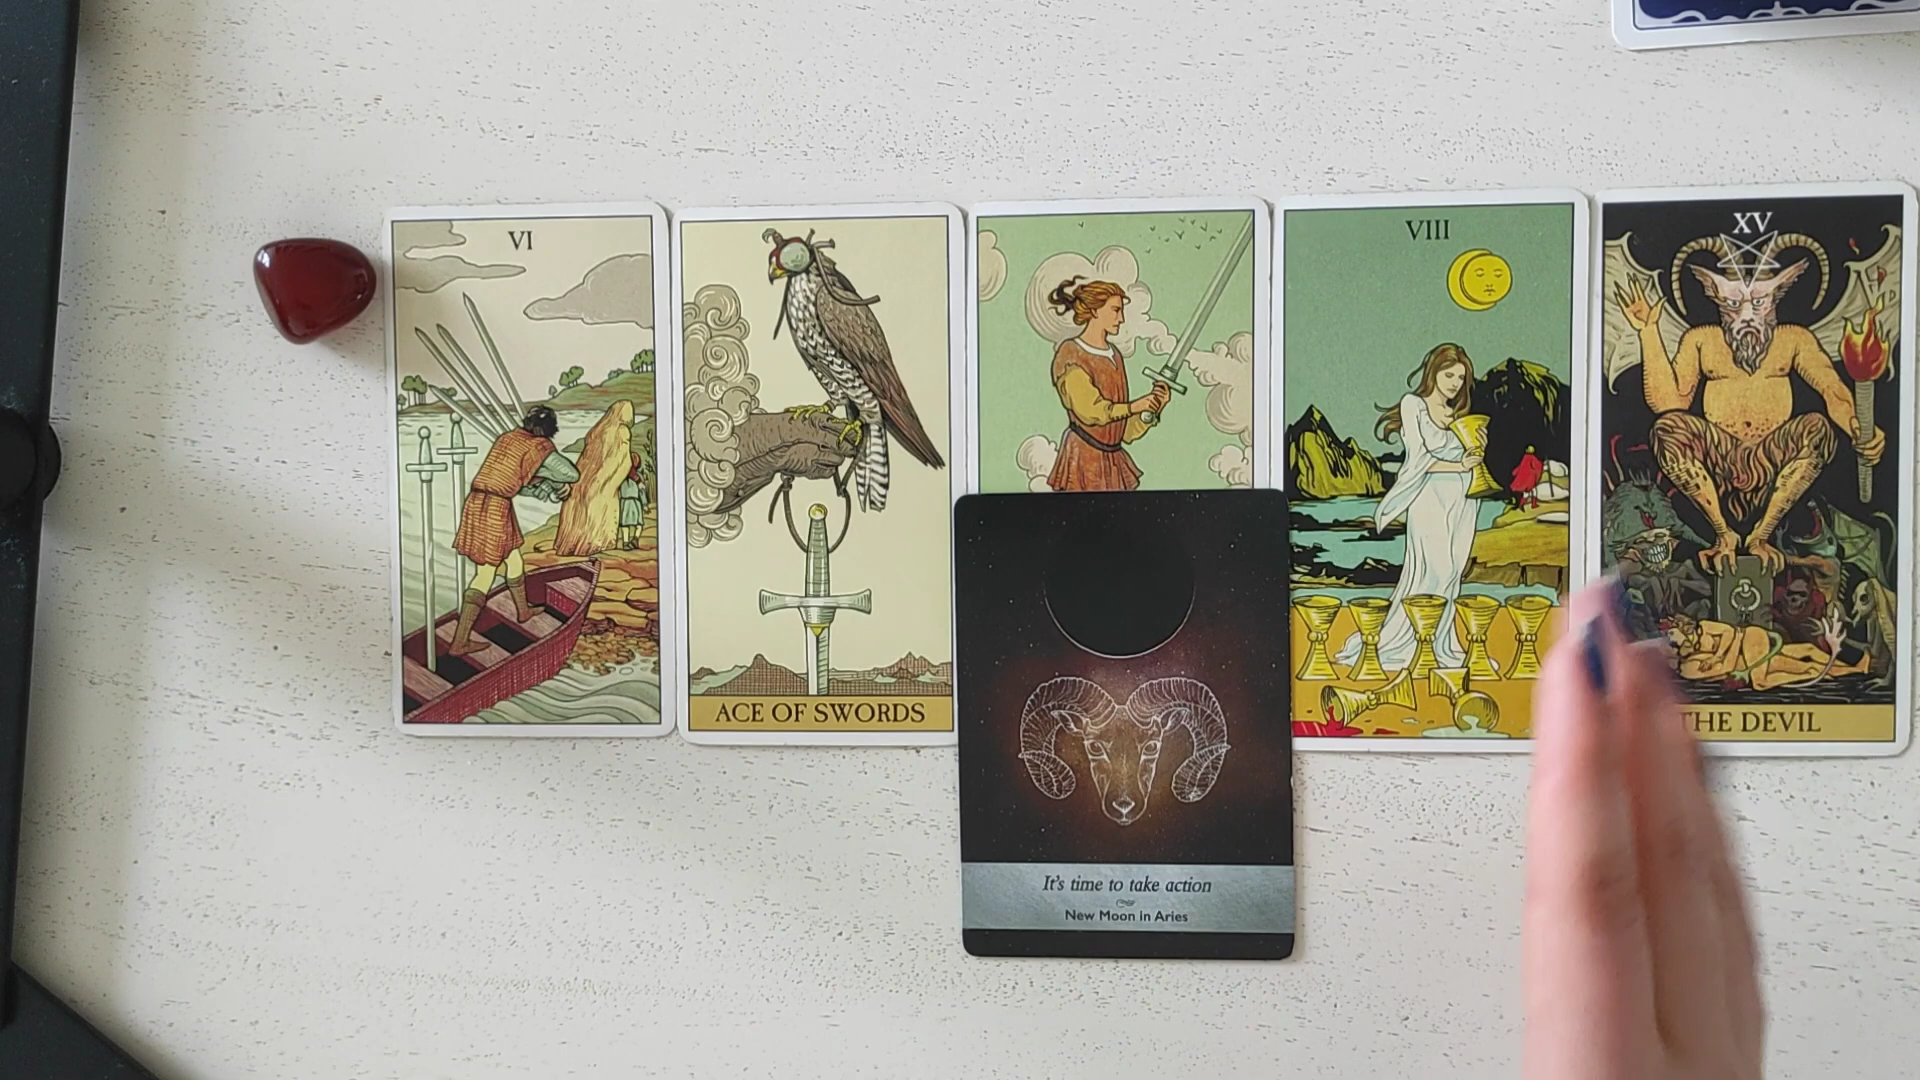 VI
ACE OF SWORDS
VIII
XV
THE DEVIL
It's time to take action
New Moon in Aries